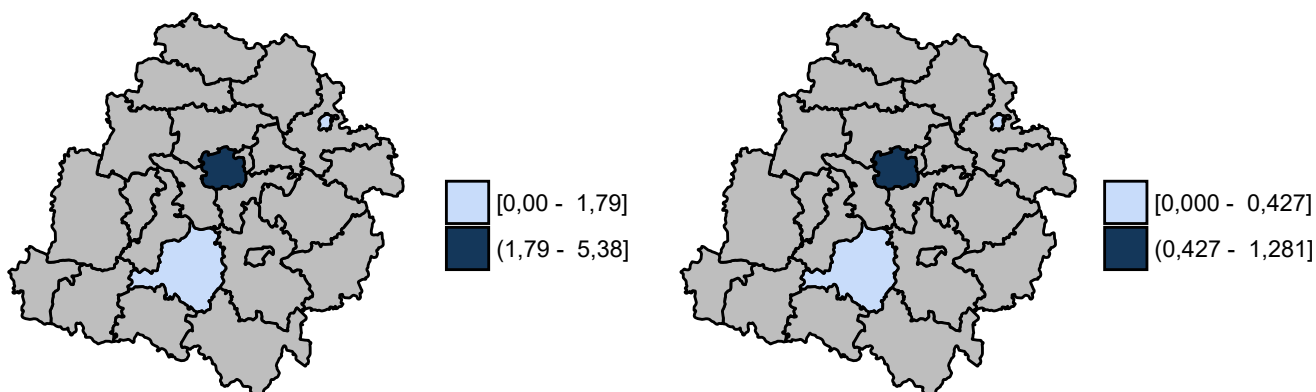 [0,00 - 1,79]
(1,79 - 5,38]
[0,000 - 0,427]
(0,427 - 1,281]